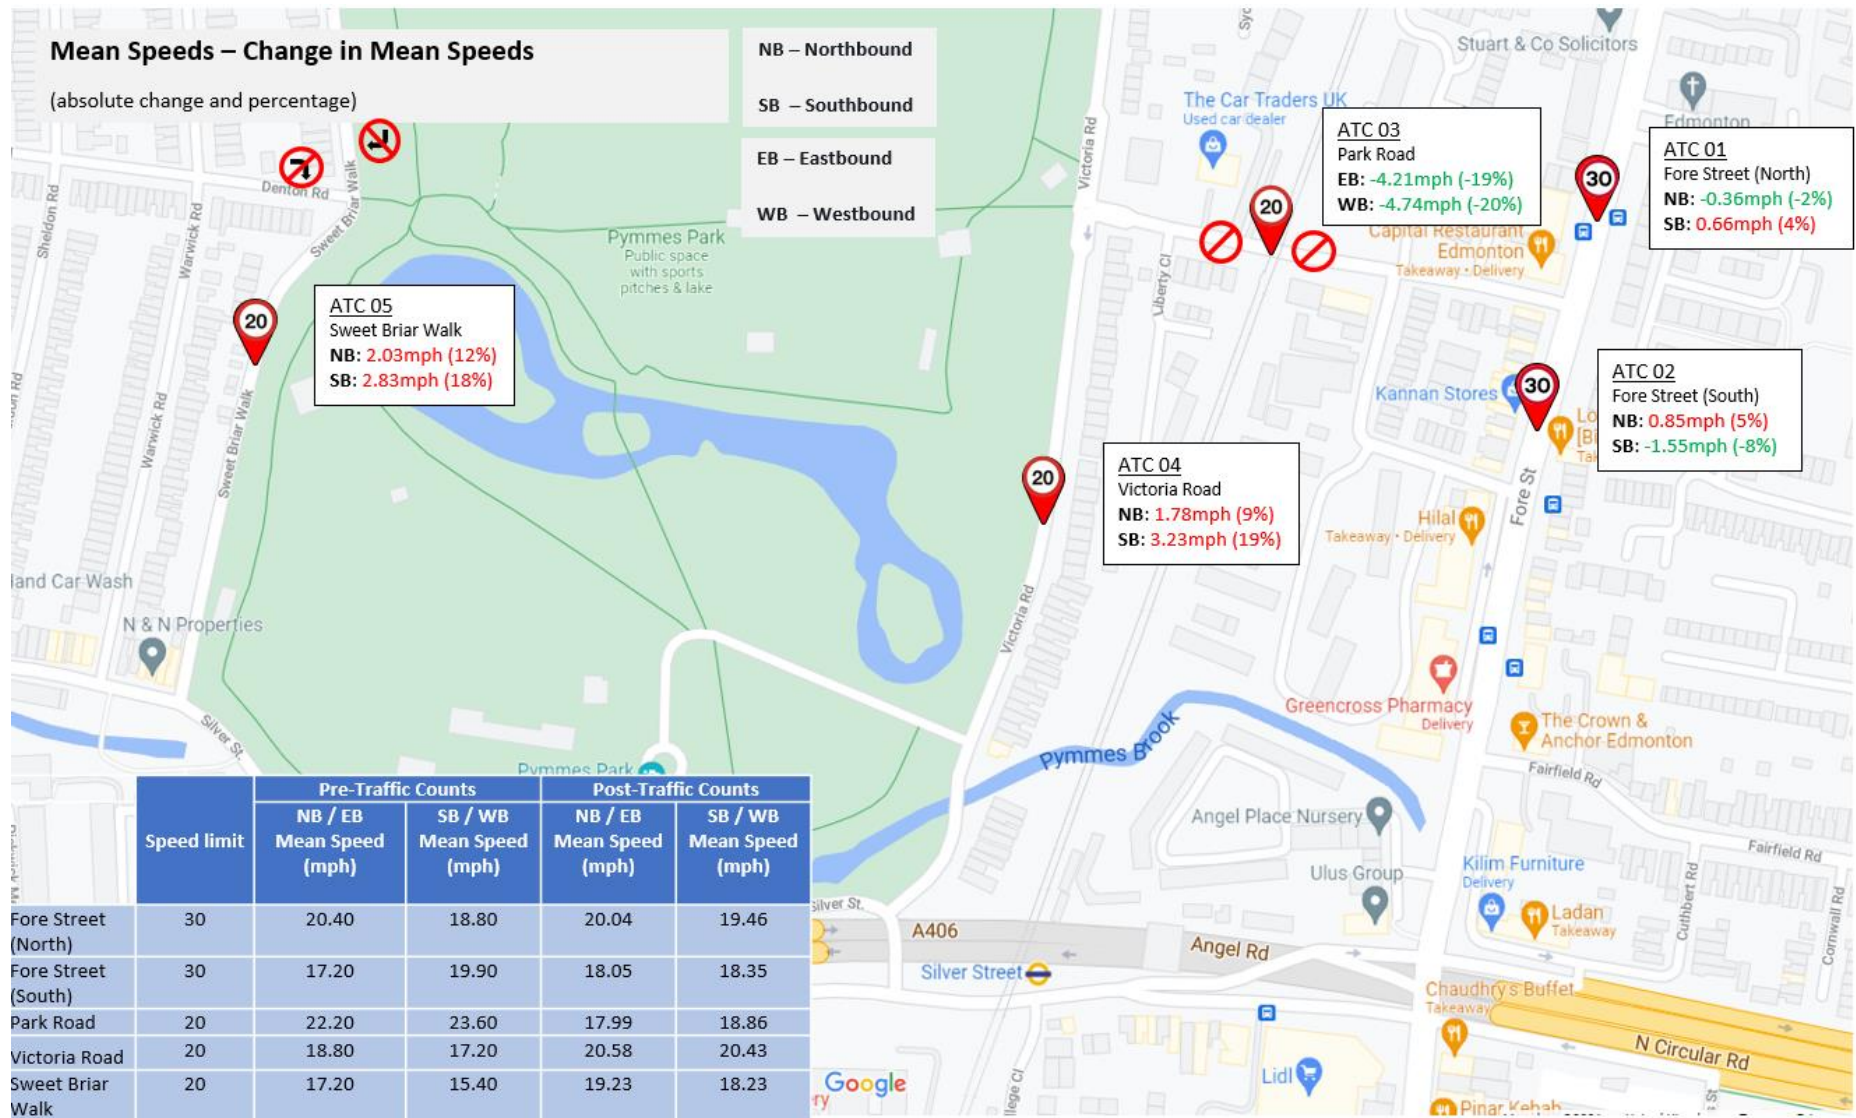 Mean Speeds – Change in Mean Speeds
(absolute change and percentage)
NB – Northbound
SB – Southbound
EB – Eastbound
WB – Westbound
Stuart & Co Solicitors
Edmonton
The Car Traders UK
Used car dealer
ATC 03
Park Road
EB: -4.21mph (-19%)
WB: -4.74mph (-20%)
30
ATC 01
Fore Street (North)
NB: -0.36mph (-2%)
SB: 0.66mph (4%)
20
Capital Restaurant
Edmonton
Takeaway • Delivery
Victoria Rd
Liberty Cl
Denton Rd
Sweet Briar Walk
Sweet Briar Walk
Sheldon Rd
Warwick Rd
Pymmes Park
Public space
with sports
pitches & lake
20
ATC 05
Sweet Briar Walk
NB: 2.03mph (12%)
SB: 2.83mph (18%)
Warwick Rd
Sweet Briar Walk
Kannan Stores
30
ATC 02
Fore Street (South)
NB: 0.85mph (5%)
SB: -1.55mph (-8%)
20
ATC 04
Victoria Road
NB: 1.78mph (9%)
SB: 3.23mph (19%)
Fore St
Hilal
Takeaway • Delivery
Victoria Rd
and Car Wash
N & N Properties
Silver St.
Greencross Pharmacy
Delivery
The Crown &
Anchor Edmonton
Pymmes Brook
Pymmes Park
Fairfield Rd
Angel Place Nursery
Fairfield Rd
Ulus Group
Kilim Furniture
Delivery
Ladan
Takeaway
Cuthbert Rd
Cornwall Rd
Silver St.
A406
Angel Rd
Silver Street
Chaudhry's Buffet
Takeaway
N Circular Rd
Lidl
Pinar Kebab
Google
Pre-Traffic Counts Post-Traffic Counts
Speed limit NB / EB Mean Speed (mph) SB / WB Mean Speed (mph) NB / EB Mean Speed (mph) SB / WB Mean Speed (mph)
Fore Street (North) 30 20.40 18.80 20.04 19.46
Fore Street (South) 30 17.20 19.90 18.05 18.35
Park Road 20 22.20 23.60 17.99 18.86
Victoria Road 20 18.80 17.20 20.58 20.43
Sweet Briar Walk 20 17.20 15.40 19.23 18.23